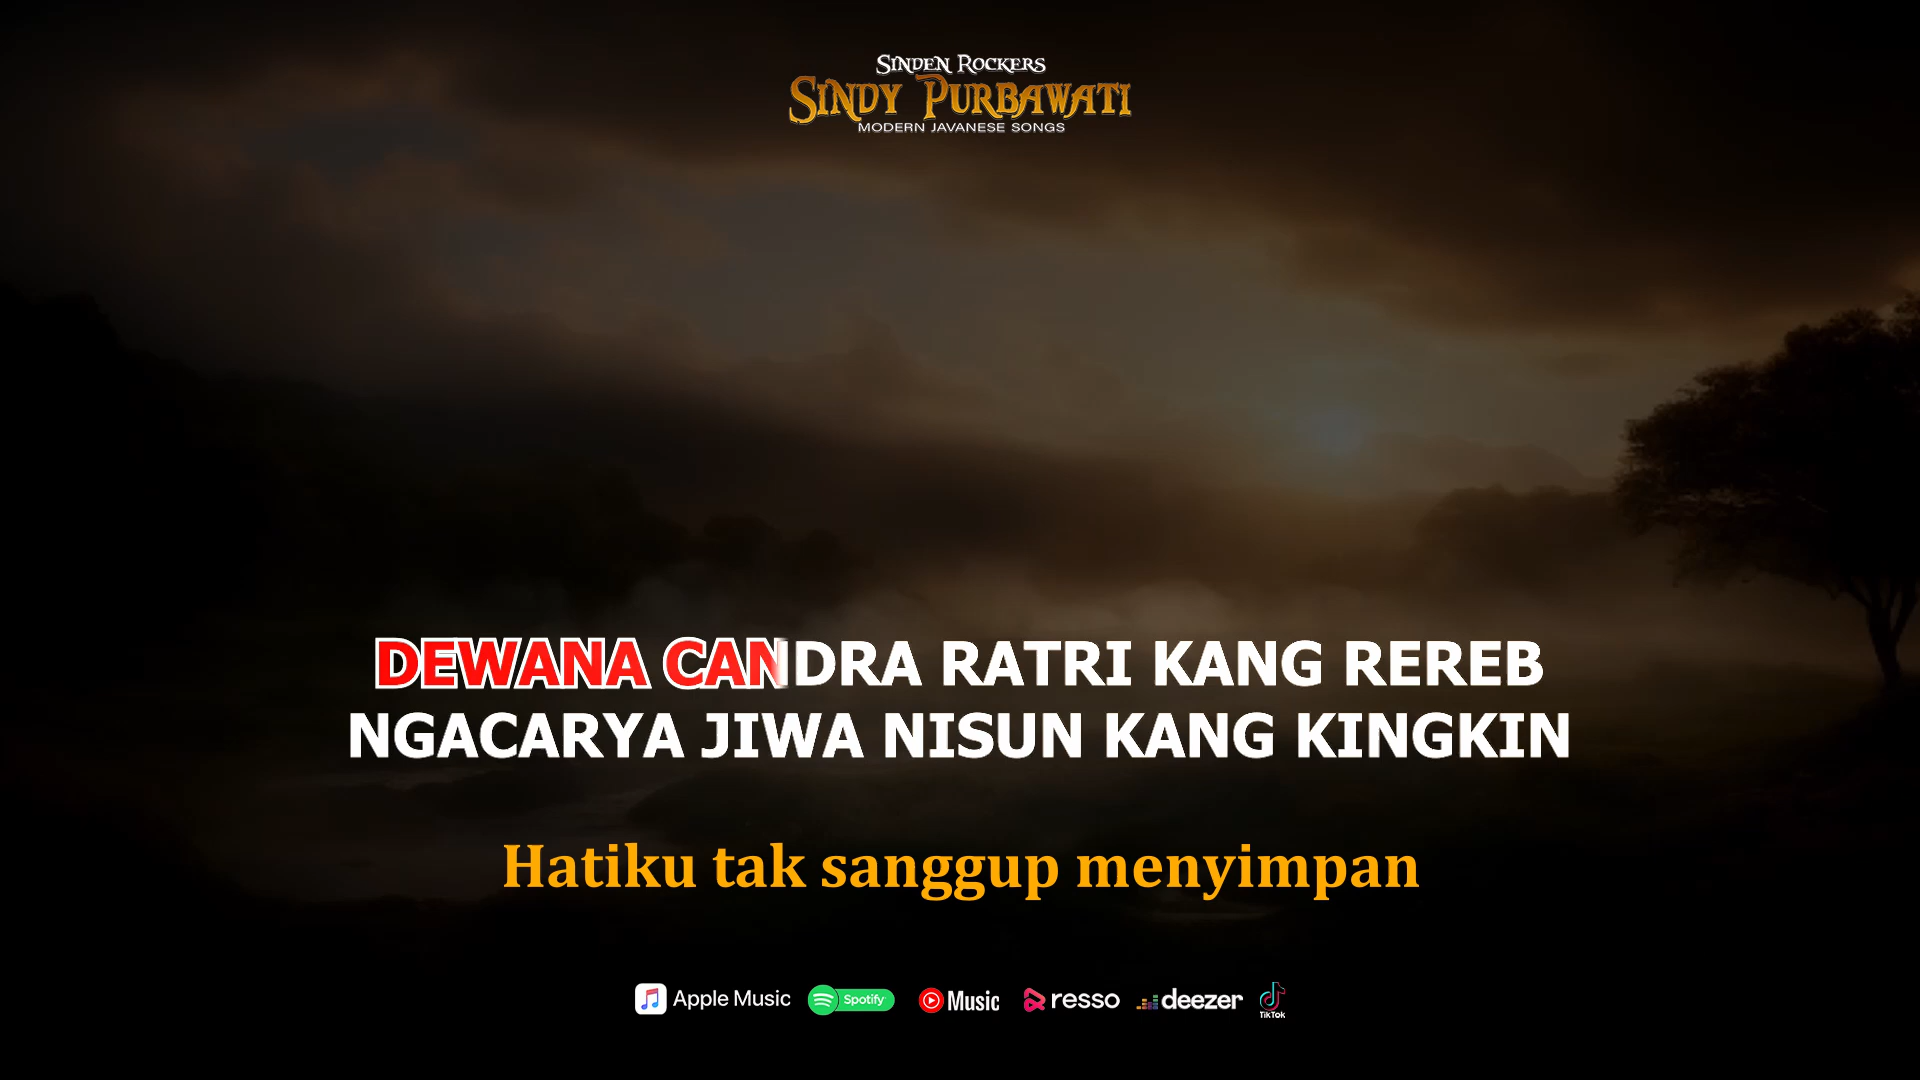 SINDEN ROCKERS
SINDY PURBAWATI
MODERN JAVANESE SONGS
DEWANA CANDRA RATRI KANG REREB
NGACARYA JIWA NISUN KANG KINGKIN
Hatiku tak sanggup menyimpan
Apple Music Spotify Music resso deezer TikTok